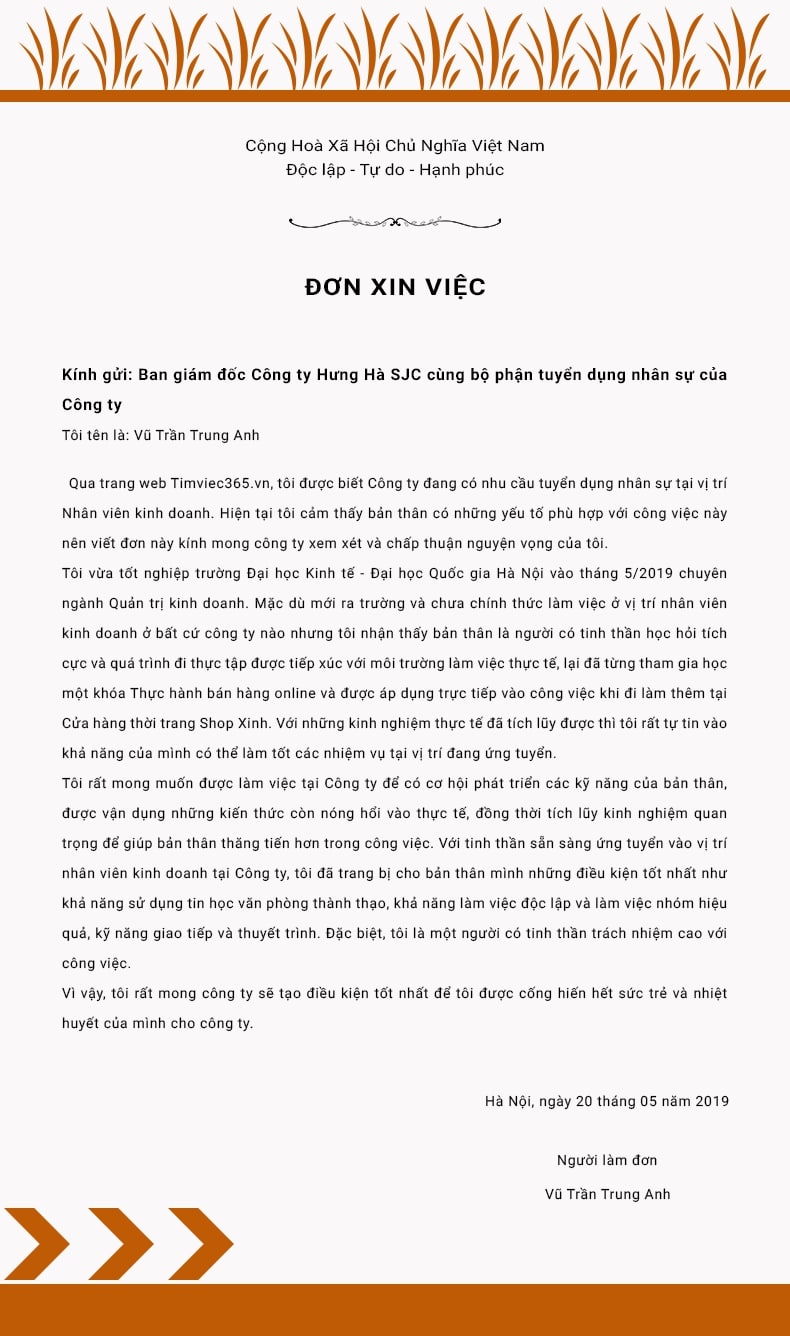 Cộng Hoà Xã Hội Chủ Nghĩa Việt Nam
Độc lập - Tự do - Hạnh phúc
ĐƠN XIN VIỆC
Kính gửi: Ban giám đốc Công ty Hưng Hà SJC cùng bộ phận tuyển dụng nhân sự của
Công ty
Tôi tên là: Vũ Trần Trung Anh
Qua trang web Timviec365.vn, tôi được biết Công ty đang có nhu cầu tuyển dụng nhân sự tại vị trí
Nhân viên kinh doanh. Hiện tại tôi cảm thấy bản thân có những yếu tố phù hợp với công việc này
nên viết đơn này kính mong công ty xem xét và chấp thuận nguyện vọng của tôi.
Tôi vừa tốt nghiệp trường Đại học Kinh tế - Đại học Quốc gia Hà Nội vào tháng 5/2019 chuyên
ngành Quản trị kinh doanh. Mặc dù mới ra trường và chưa chính thức làm việc ở vị trí nhân viên
kinh doanh ở bất cứ công ty nào nhưng tôi nhận thấy bản thân là người có tinh thần học hỏi tích
cực và quá trình đi thực tập được tiếp xúc với môi trường làm việc thực tế, lại đã từng tham gia học
một khóa Thực hành bán hàng online và được áp dụng trực tiếp vào công việc khi đi làm thêm tại
Cửa hàng thời trang Shop Xinh. Với những kinh nghiệm thực tế đã tích lũy được thì tôi rất tự tin vào
khả năng của mình có thể làm tốt các nhiệm vụ tại vị trí đang ứng tuyển.
Tôi rất mong muốn được làm việc tại Công ty để có cơ hội phát triển các kỹ năng của bản thân,
được vận dụng những kiến thức còn nóng hổi vào thực tế, đồng thời tích lũy kinh nghiệm quan
trọng để giúp bản thân thăng tiến hơn trong công việc. Với tinh thần sẵn sàng ứng tuyển vào vị trí
nhân viên kinh doanh tại Công ty, tôi đã trang bị cho bản thân mình những điều kiện tốt nhất như
khả năng sử dụng tin học văn phòng thành thạo, khả năng làm việc độc lập và làm việc nhóm hiệu
quả, kỹ năng giao tiếp và thuyết trình. Đặc biệt, tôi là một người có tinh thần trách nhiệm cao với
công việc.
Vì vậy, tôi rất mong công ty sẽ tạo điều kiện tốt nhất để tôi được cống hiến hết sức trẻ và nhiệt
huyết của mình cho công ty.
Hà Nội, ngày 20 tháng 05 năm 2019
Người làm đơn
Vũ Trần Trung Anh